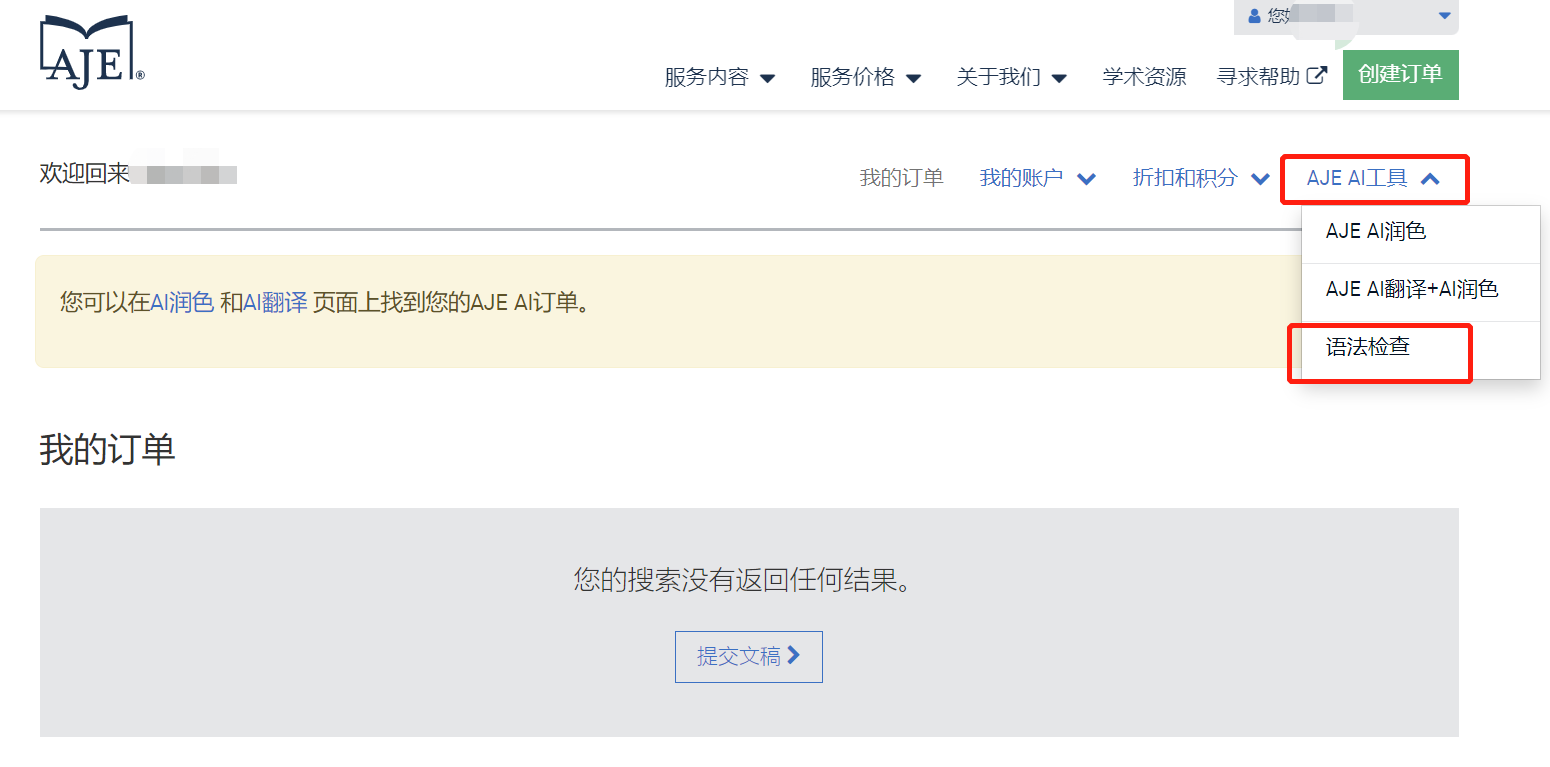 AJE®
您好
服务内容 服务价格 关于我们 学术资源 寻求帮助 创建订单
欢迎回来
我的订单 我的账户 折扣和积分 AJE AI工具
AJE AI润色
AJE AI翻译+AI润色
语法检查
您可以在AI润色 和AI翻译 页面上找到您的AJE AI订单。
我的订单
您的搜索没有返回任何结果。
提交文稿